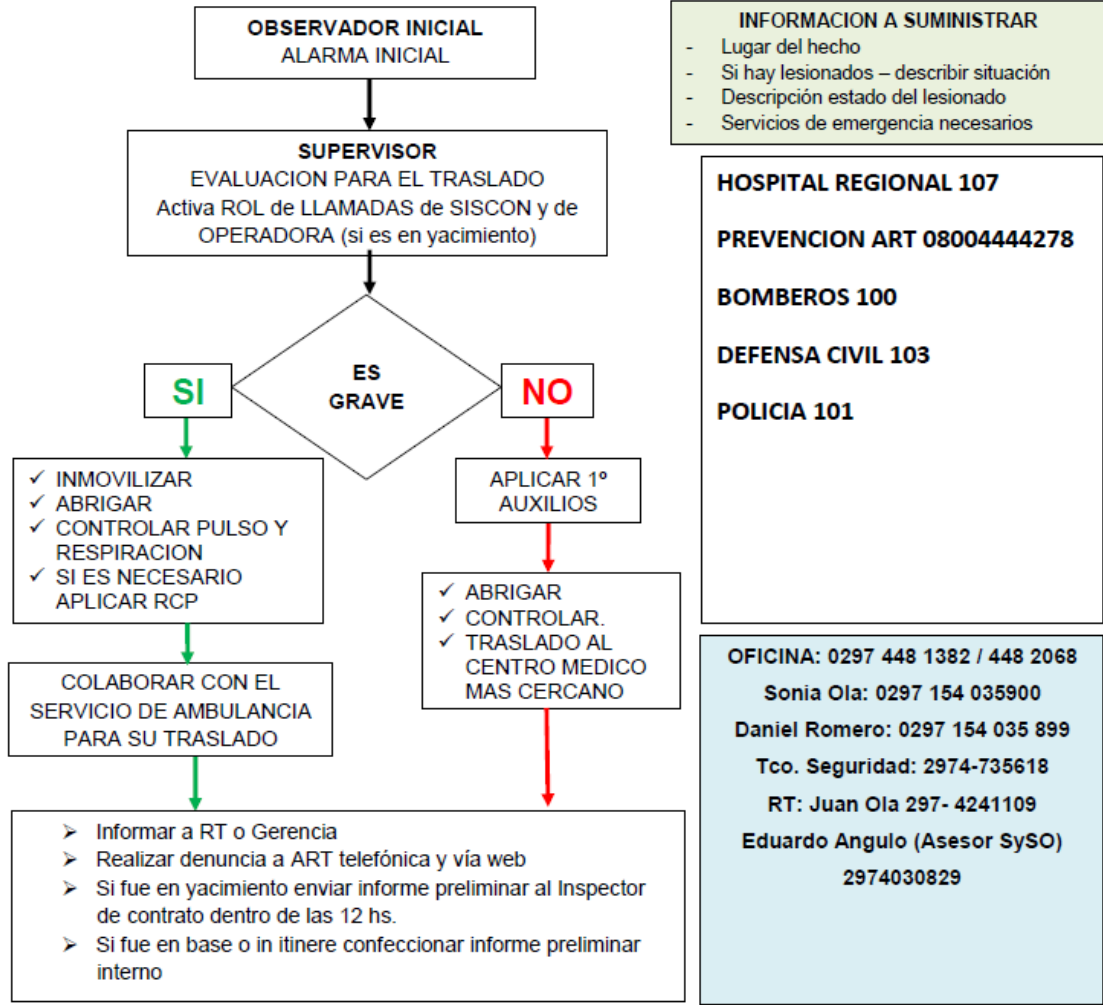 OBSERVADOR INICIAL
ALARMA INICIAL
SUPERVISOR
EVALUACION PARA EL TRASLADO
Activa ROL de LLAMADAS de SISCON y de
OPERADORA (si es en yacimiento)
ES
GRAVE
SI
NO
✓ INMOVILIZAR
✓ ABRIGAR
✓ CONTROLAR PULSO Y
RESPIRACION
✓ SI ES NECESARIO
APLICAR RCP
COLABORAR CON EL
SERVICIO DE AMBULANCIA
PARA SU TRASLADO
APLICAR 1º
AUXILIOS
✓ ABRIGAR
✓ CONTROLAR.
✓ TRASLADO AL
CENTRO MEDICO
MAS CERCANO
➢ Informar a RT o Gerencia
➢ Realizar denuncia a ART telefónica y vía web
➢ Si fue en yacimiento enviar informe preliminar al Inspector
de contrato dentro de las 12 hs.
➢ Si fue en base o in itinere confeccionar informe preliminar
interno
INFORMACION A SUMINISTRAR
- Lugar del hecho
- Si hay lesionados – describir situación
- Descripción estado del lesionado
- Servicios de emergencia necesarios
HOSPITAL REGIONAL 107
PREVENCION ART 08004444278
BOMBEROS 100
DEFENSA CIVIL 103
POLICIA 101
OFICINA: 0297 448 1382 / 448 2068
Sonia Ola: 0297 154 035900
Daniel Romero: 0297 154 035 899
Tco. Seguridad: 2974-735618
RT: Juan Ola 297- 4241109
Eduardo Angulo (Asesor SySO)
2974030829